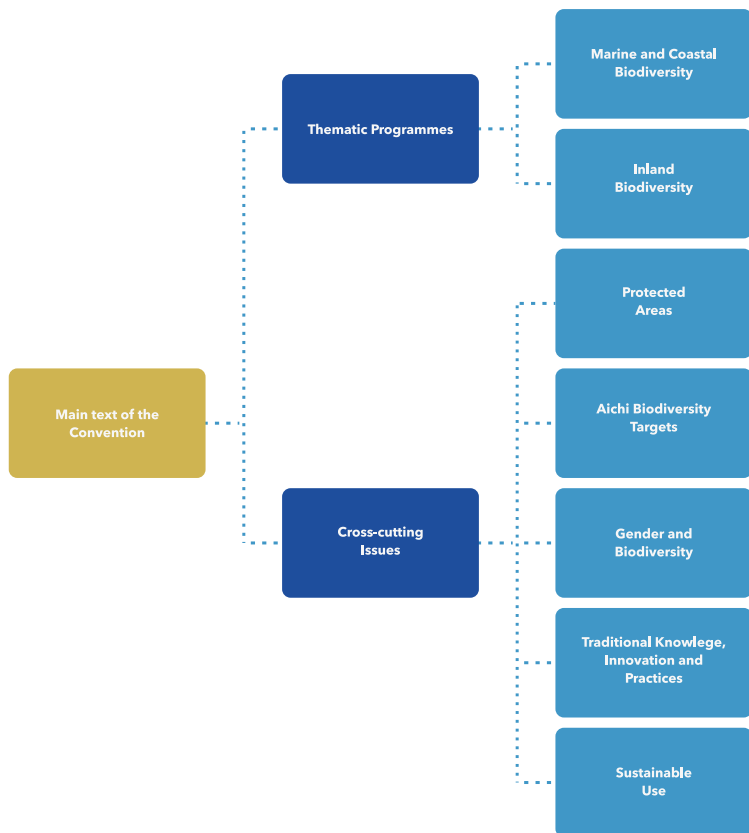 Marine and Coastal
Biodiversity
Thematic Programmes
Inland
Biodiversity
Protected
Areas
Main text of the
Convention
Aichi Biodiversity
Targets
Cross-cutting
Issues
Gender and
Biodiversity
Traditional Knowlege,
Innovation and
Practices
Sustainable
Use